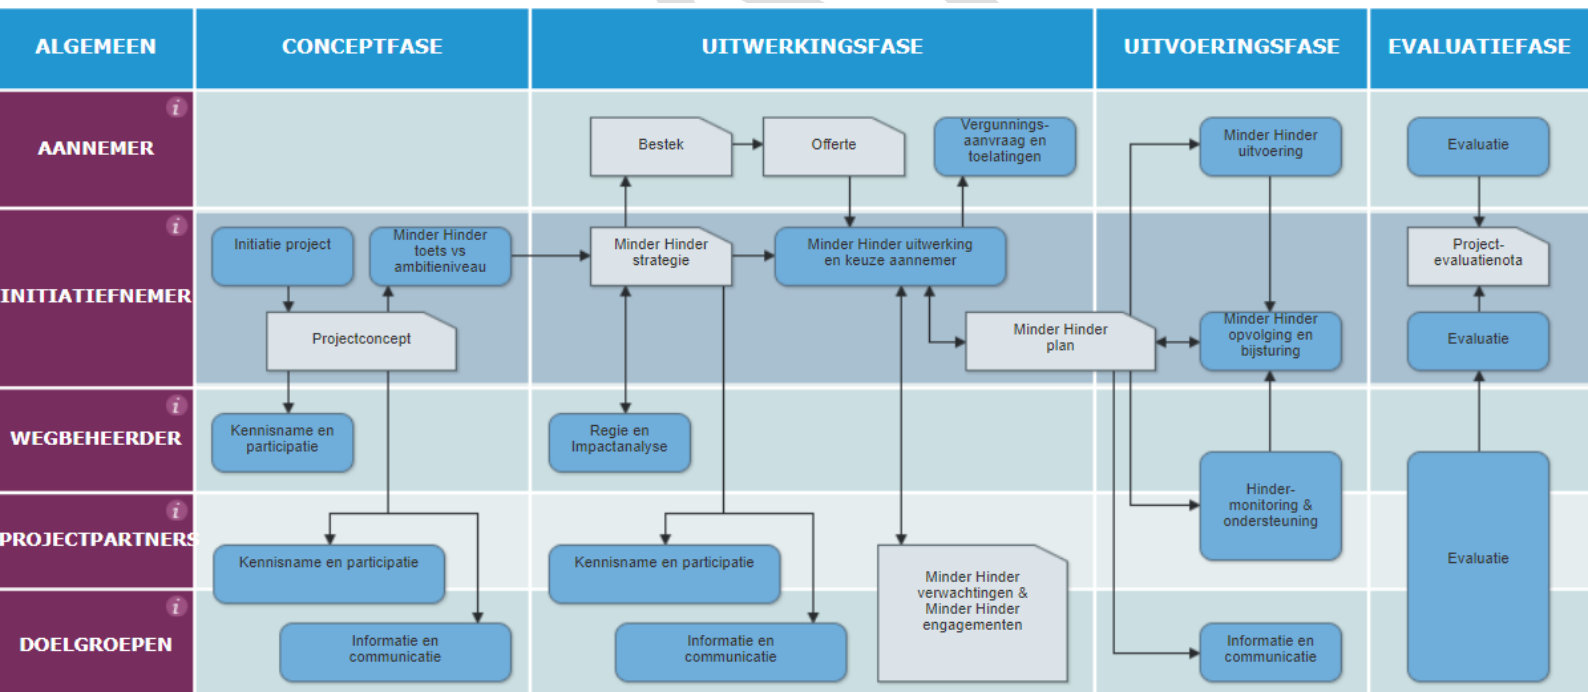 ALGEMEEN
CONCEPTFASE
UITWERKINGSFASE
UITVOERINGSFASE
EVALUATIEFASE
i
AANNEMER
Bestek
Offerte
Vergunnings-
aanvraag en
toelatingen
Minder Hinder
uitvoering
Evaluatie
i
INITIATIEFNEMER
Initiatie project
Minder Hinder
toets vs
ambitieniveau
Minder Hinder
strategie
Minder Hinder uitwerking
en keuze aannemer
Project-
evaluatienota
Projectconcept
Minder Hinder
plan
Minder Hinder
opvolging en
bijsturing
Evaluatie
i
WEGBEHEERDER
Kennisname en
participatie
Regie en
Impactanalyse
Hinder-
monitoring &
ondersteuning
i
PROJECTPARTNERS
Kennisname en participatie
Kennisname en participatie
Minder Hinder
verwachtingen &
Minder Hinder
engagementen
Evaluatie
i
DOELGROEPEN
Informatie en
communicatie
Informatie en
communicatie
Informatie en
communicatie